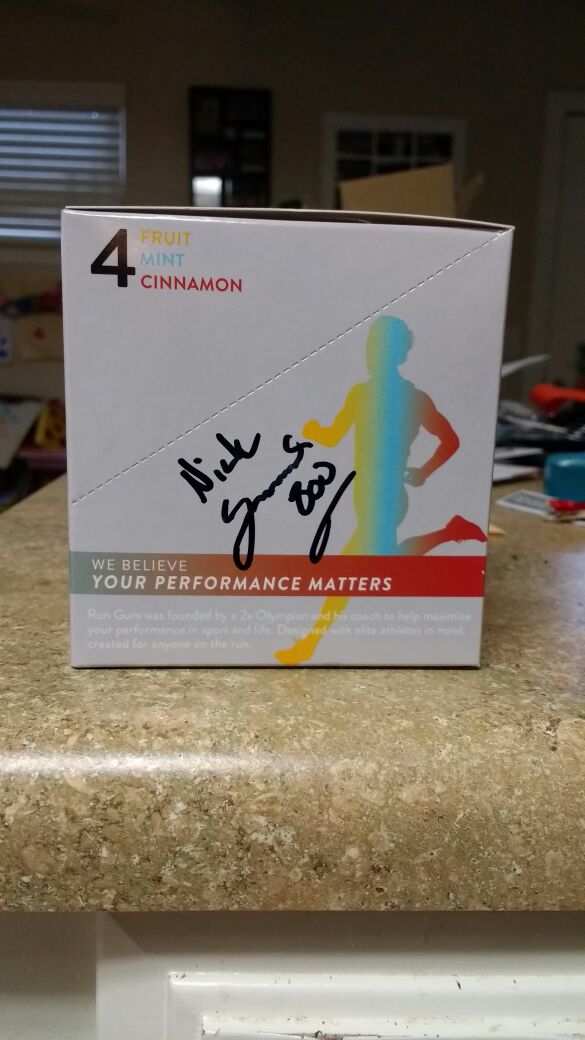 4 FRUIT
MINT
CINNAMON
Nick
800
WE BELIEVE
YOUR PERFORMANCE MATTERS
Run Gum was founded by a 2x Olympian and his coach to help maximize
your performance in sport and life. Designed with elite athletes in mind,
created for anyone on the run.